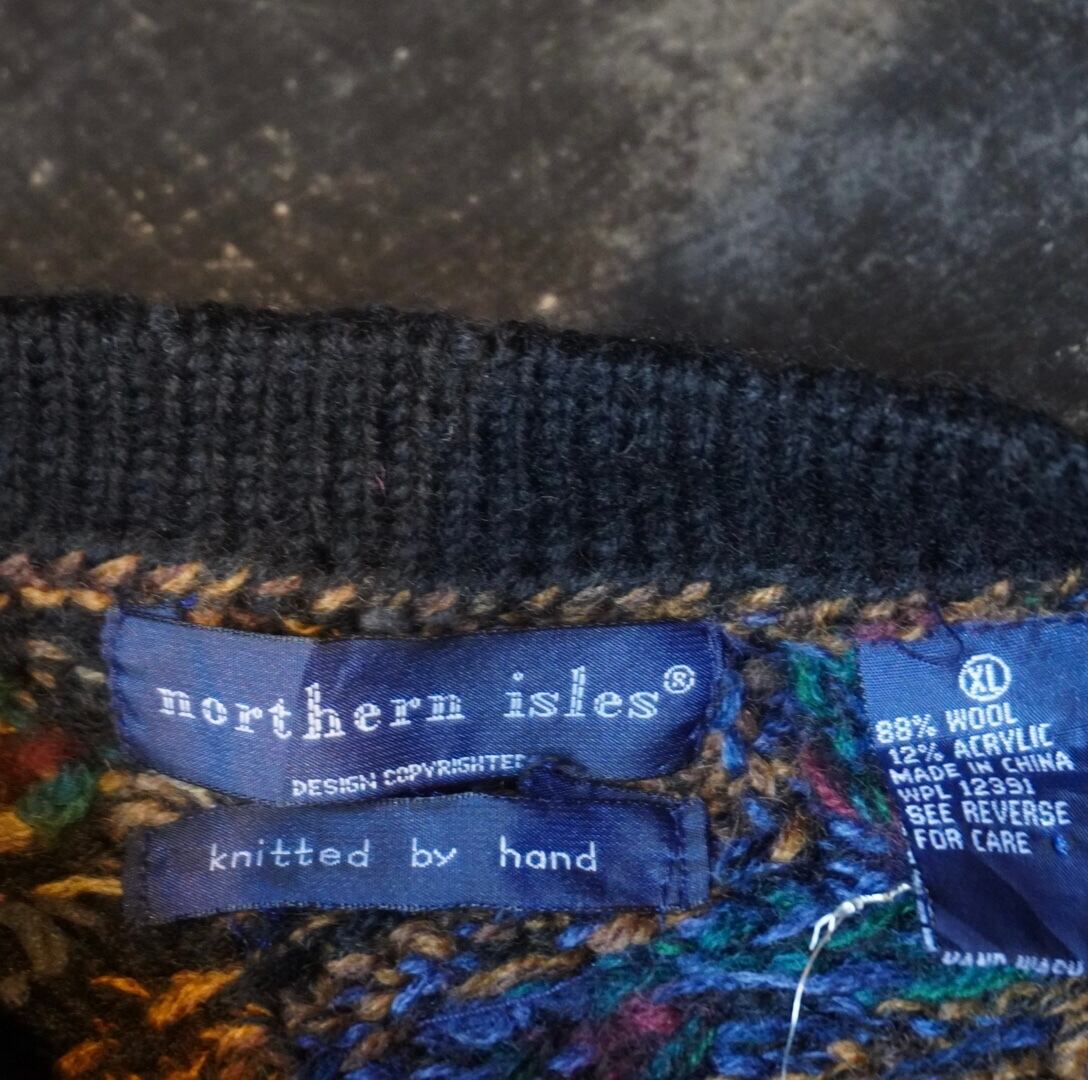 northern isles®
DESIGN COPYRIGHTED
knitted by hand
XL
88% WOOL
12% ACRYLIC
MADE IN CHINA
WPL 12391
SEE REVERSE
FOR CARE